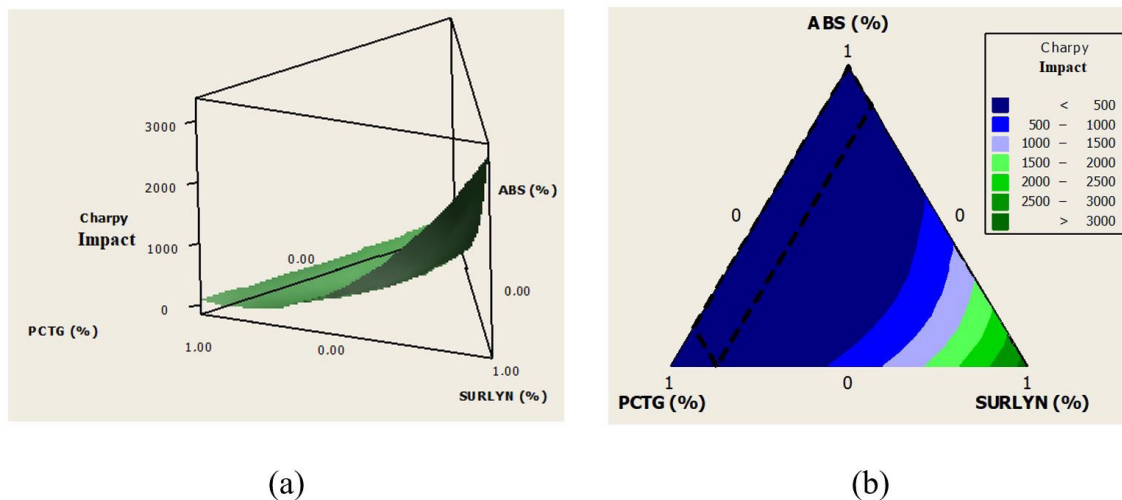 3000
2000
Charpy
Impact
1000
0
ABS (%)
0.00
0.00
PCTG (%)
1.00
0.00
1.00
SURLYN (%)
(a)
ABS (%)
1
0
0
1
0
1
PCTG (%)
SURLYN (%)
Charpy
Impact
< 500
500 – 1000
1000 – 1500
1500 – 2000
2000 – 2500
2500 – 3000
> 3000
(b)